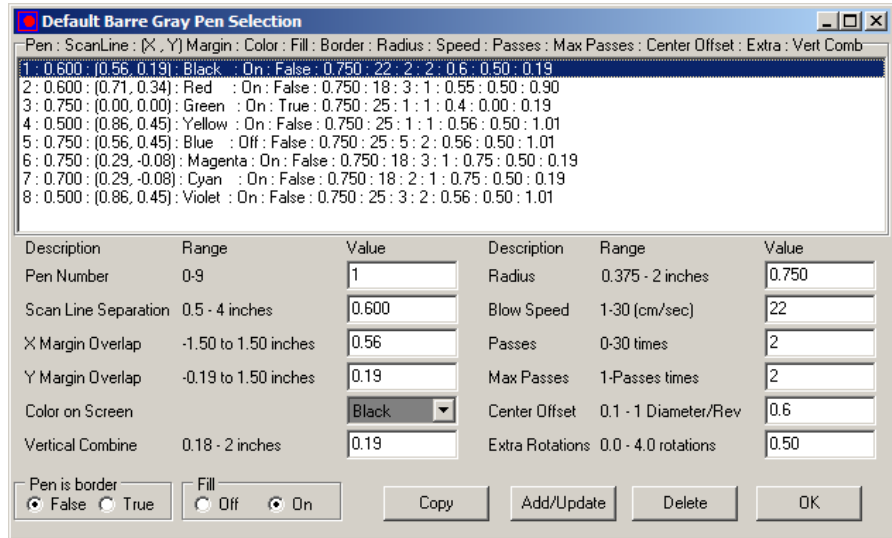 Default Barre Gray Pen Selection
Pen : ScanLine : (X , Y) Margin : Color : Fill : Border : Radius : Speed : Passes : Max Passes : Center Offset : Extra : Vert Comb
1 : 0.600 : (0.56, 0.19) : Black : On : False : 0.750 : 22 : 2 : 2 : 0.6 : 0.50 : 0.19
2 : 0.600 : (0.71, 0.34) : Red : On : False : 0.750 : 18 : 3 : 1 : 0.55 : 0.50 : 0.90
3 : 0.750 : (0.00, 0.00) : Green : On : True : 0.750 : 25 : 1 : 1 : 0.4 : 0.00 : 0.19
4 : 0.500 : (0.86, 0.45) : Yellow : On : False : 0.750 : 25 : 1 : 1 : 0.56 : 0.50 : 1.01
5 : 0.750 : (0.56, 0.45) : Blue : Off : False : 0.750 : 25 : 5 : 2 : 0.56 : 0.50 : 1.01
6 : 0.750 : (0.29, -0.08) : Magenta : On : False : 0.750 : 18 : 3 : 1 : 0.75 : 0.50 : 0.19
7 : 0.700 : (0.29, -0.08) : Cyan : On : False : 0.750 : 18 : 2 : 1 : 0.75 : 0.50 : 0.19
8 : 0.500 : (0.86, 0.45) : Violet : On : False : 0.750 : 25 : 3 : 2 : 0.56 : 0.50 : 1.01
Description Range Value Description Range Value
Pen Number 0-9 1 Radius 0.375 - 2 inches 0.750
Scan Line Separation 0.5 - 4 inches 0.600 Blow Speed 1-30 (cm/sec) 22
X Margin Overlap -1.50 to 1.50 inches 0.56 Passes 0-30 times 2
Y Margin Overlap -0.19 to 1.50 inches 0.19 Max Passes 1-Passes times 2
Color on Screen Black Center Offset 0.1 - 1 Diameter/Rev 0.6
Vertical Combine 0.18 - 2 inches 0.19 Extra Rotations 0.0 - 4.0 rotations 0.50
Pen is border Fill
False True Off On Copy Add/Update Delete OK